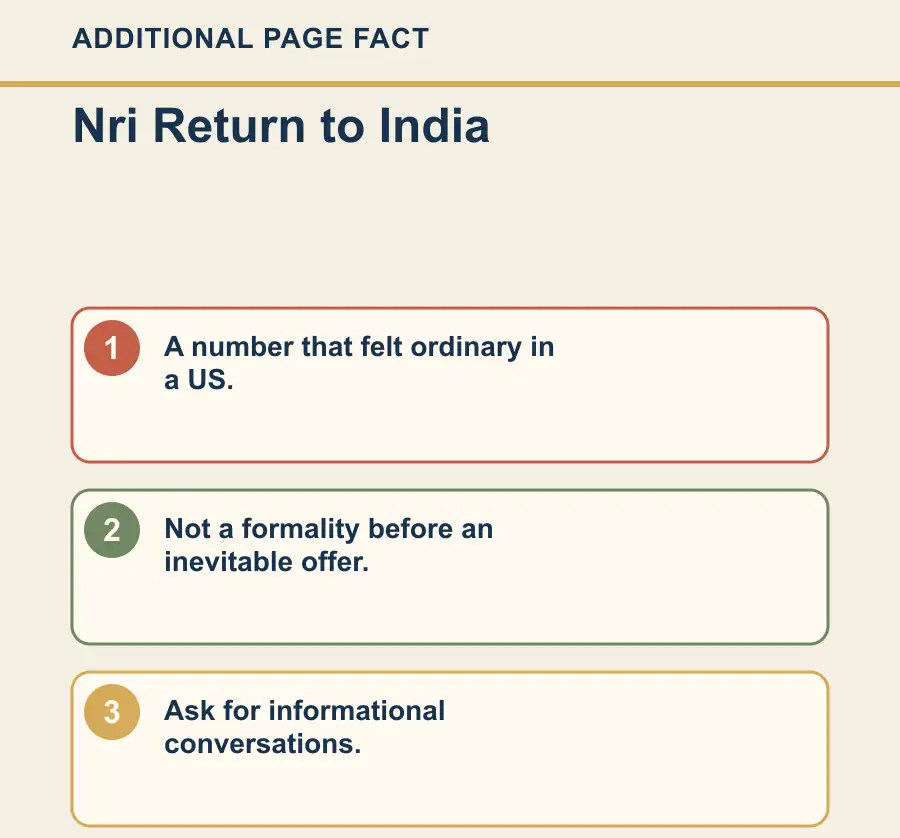 ADDITIONAL PAGE FACT
Nri Return to India
1
A number that felt ordinary in
a US.
2
Not a formality before an
inevitable offer.
3
Ask for informational
conversations.